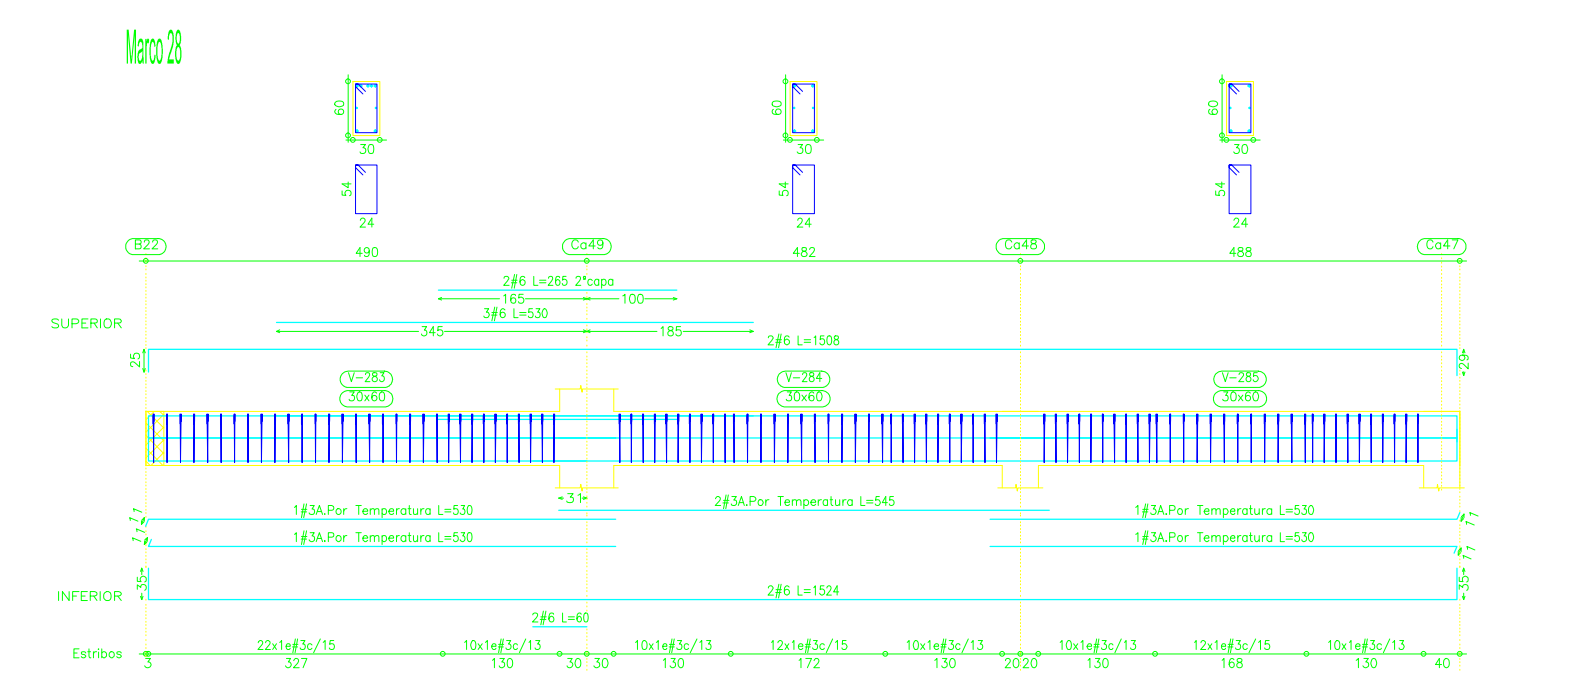 Marco 28
60 60 60
30 30 30
54 54 54
24 24 24
B22 Ca49 Ca48 Ca47
490 482 488
2#6 L=265 2°capa
165 100
3#6 L=530
SUPERIOR
345 185
2#6 L=1508
25 29
V-283 V-284 V-285
30x60 30x60 30x60
31
2#3A.Por Temperatura L=545
1#3A.Por Temperatura L=530 1#3A.Por Temperatura L=530
11 11
1#3A.Por Temperatura L=530 1#3A.Por Temperatura L=530
11 11
35 35
2#6 L=1524
INFERIOR
2#6 L=60
22x1e#3c/15 10x1e#3c/13 10x1e#3c/13 12x1e#3c/15 10x1e#3c/13 10x1e#3c/13 12x1e#3c/15 10x1e#3c/13
Estribos
3 327 130 30 30 130 172 130 20 20 130 168 130 40